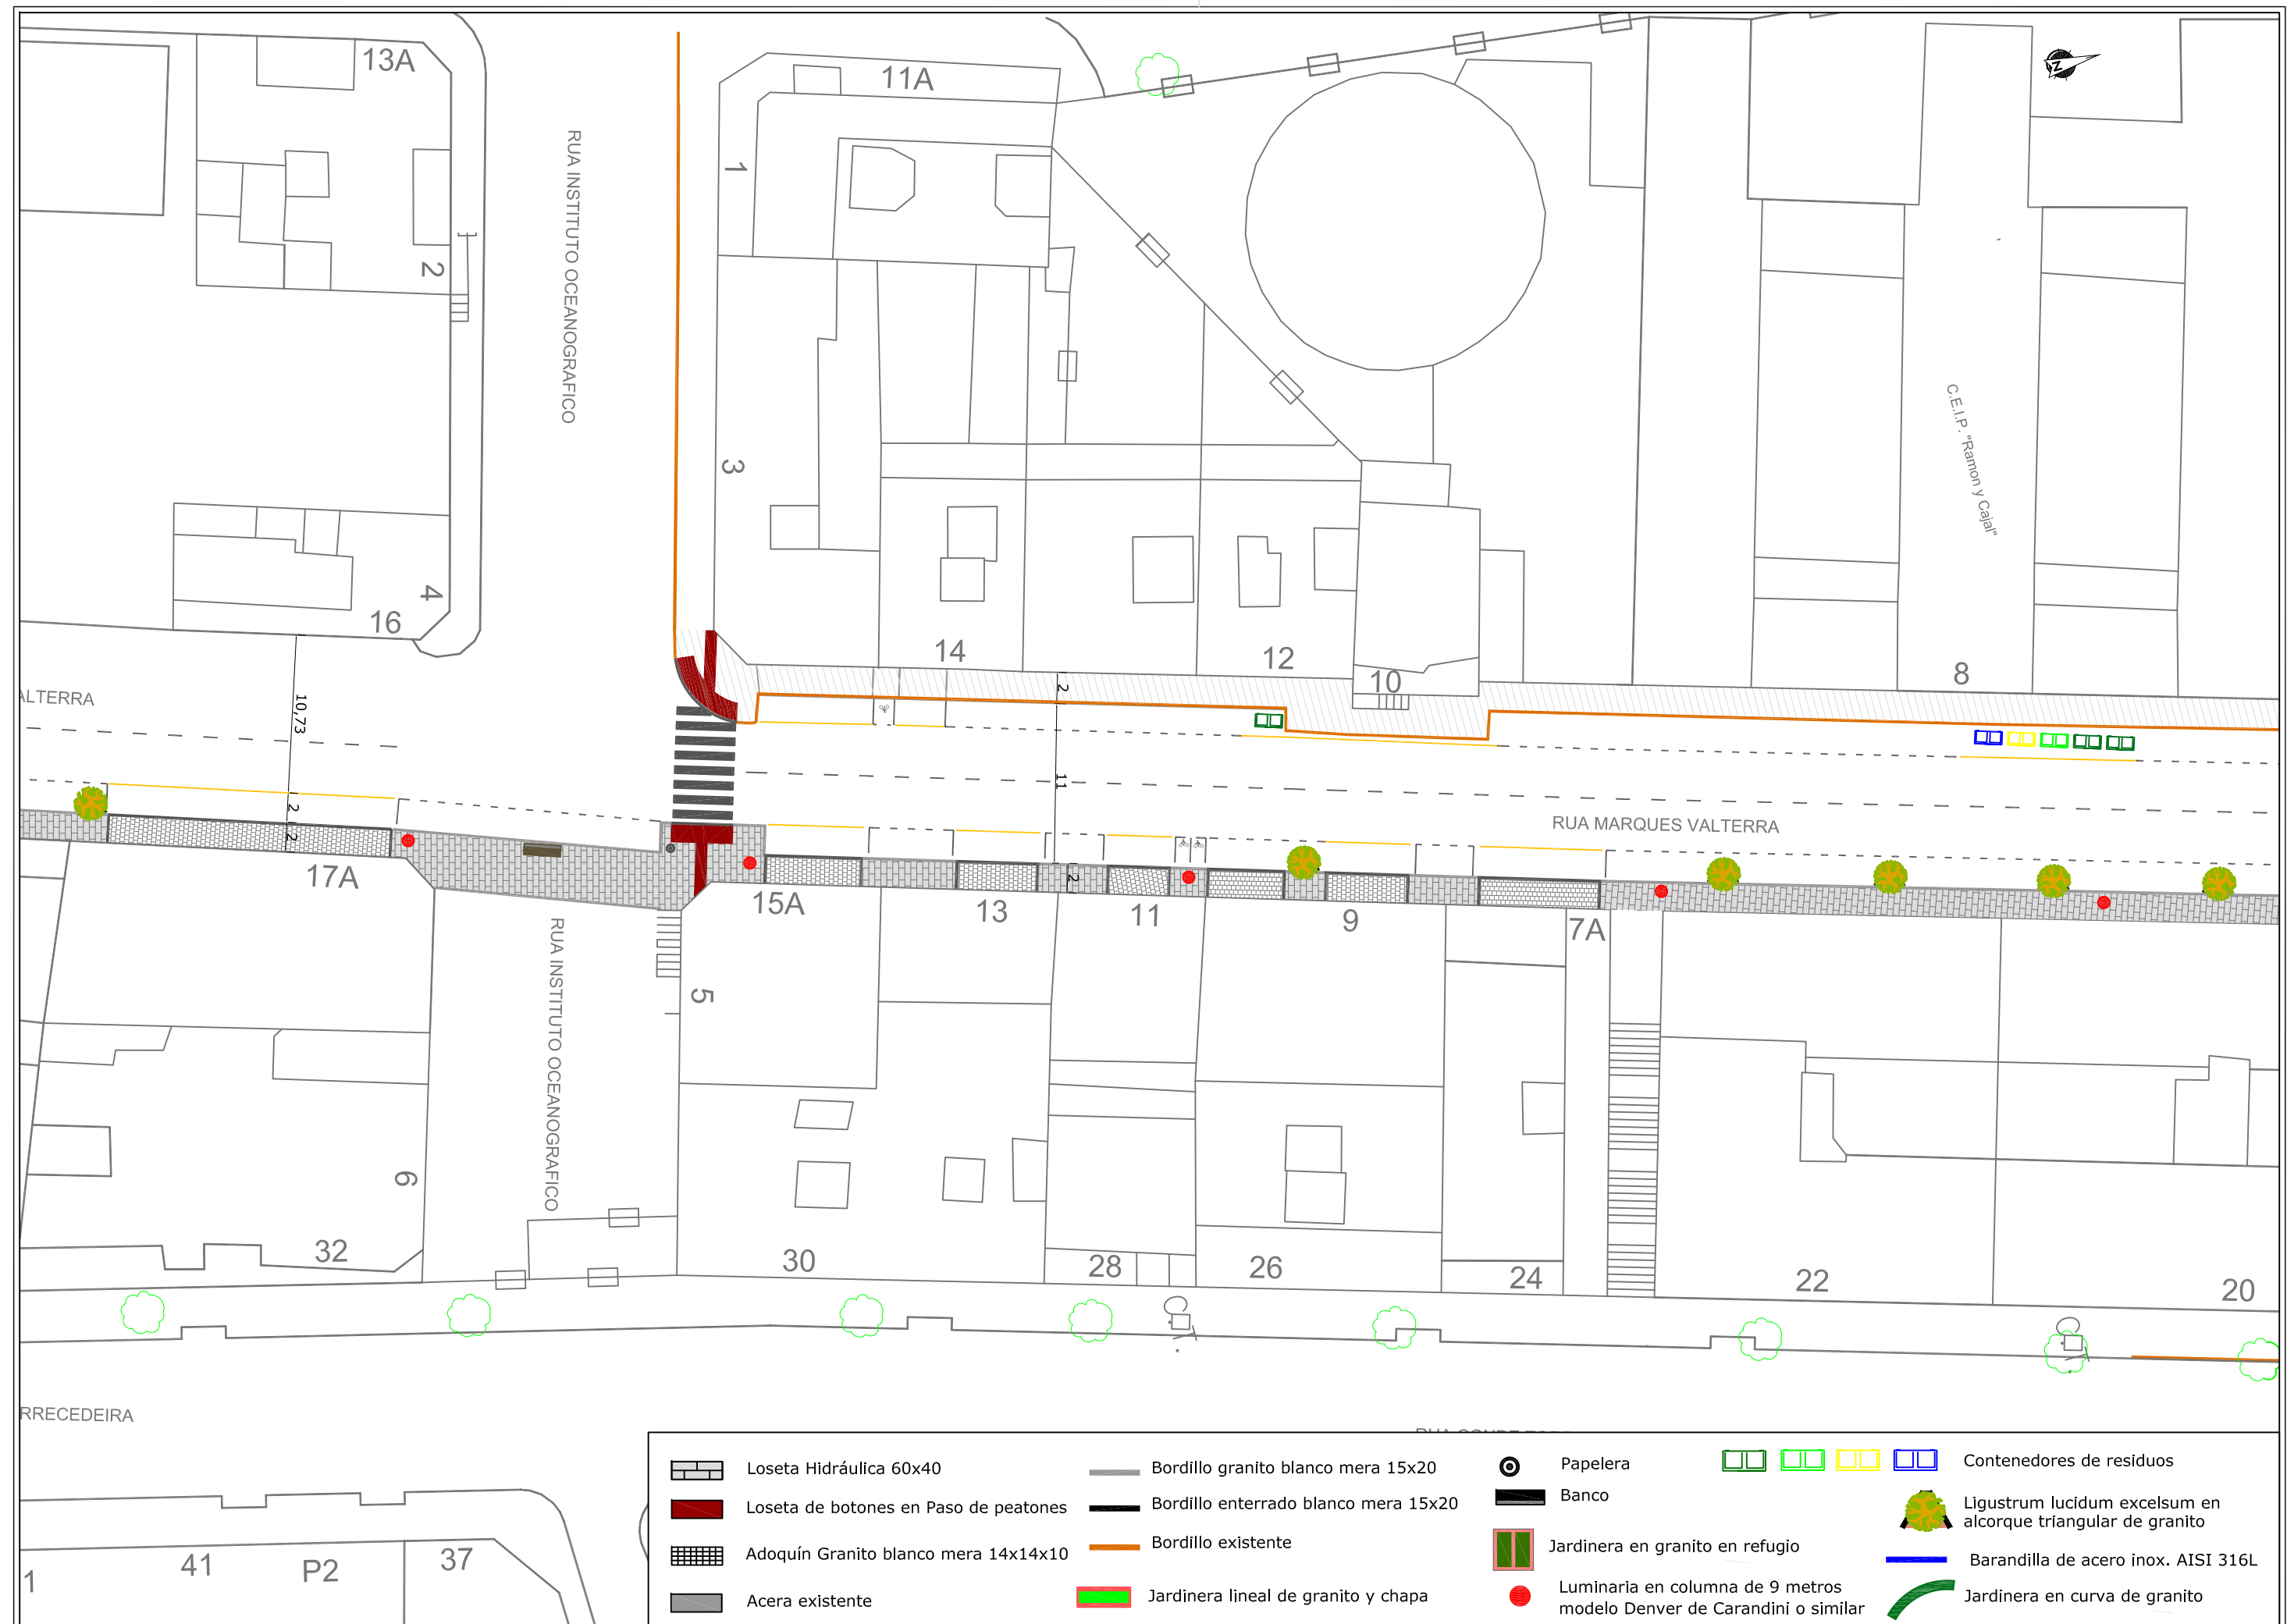 13A
11A
1
RUA INSTITUTO OCEANOGRAFICO
N
2
3
C.E.I.P. "Ramon y Cajal"
4
16
14
12
10
8
ALTERRA
10,73
2
11
2
2
2
RUA MARQUES VALTERRA
17A
15A
13
11
9
7A
RUA INSTITUTO OCEANOGRAFICO
5
6
32
30
28
26
24
22
20
RRECEDEIRA
41
P2
37
1
Loseta Hidráulica 60x40
Loseta de botones en Paso de peatones
Adoquín Granito blanco mera 14x14x10
Acera existente
Bordillo granito blanco mera 15x20
Bordillo enterrado blanco mera 15x20
Bordillo existente
Jardinera lineal de granito y chapa
Papelera
Banco
Jardinera en granito en refugio
Luminaria en columna de 9 metros
modelo Denver de Carandini o similar
Contenedores de residuos
Ligustrum lucidum excelsum en
alcorque triangular de granito
Barandilla de acero inox. AISI 316L
Jardinera en curva de granito